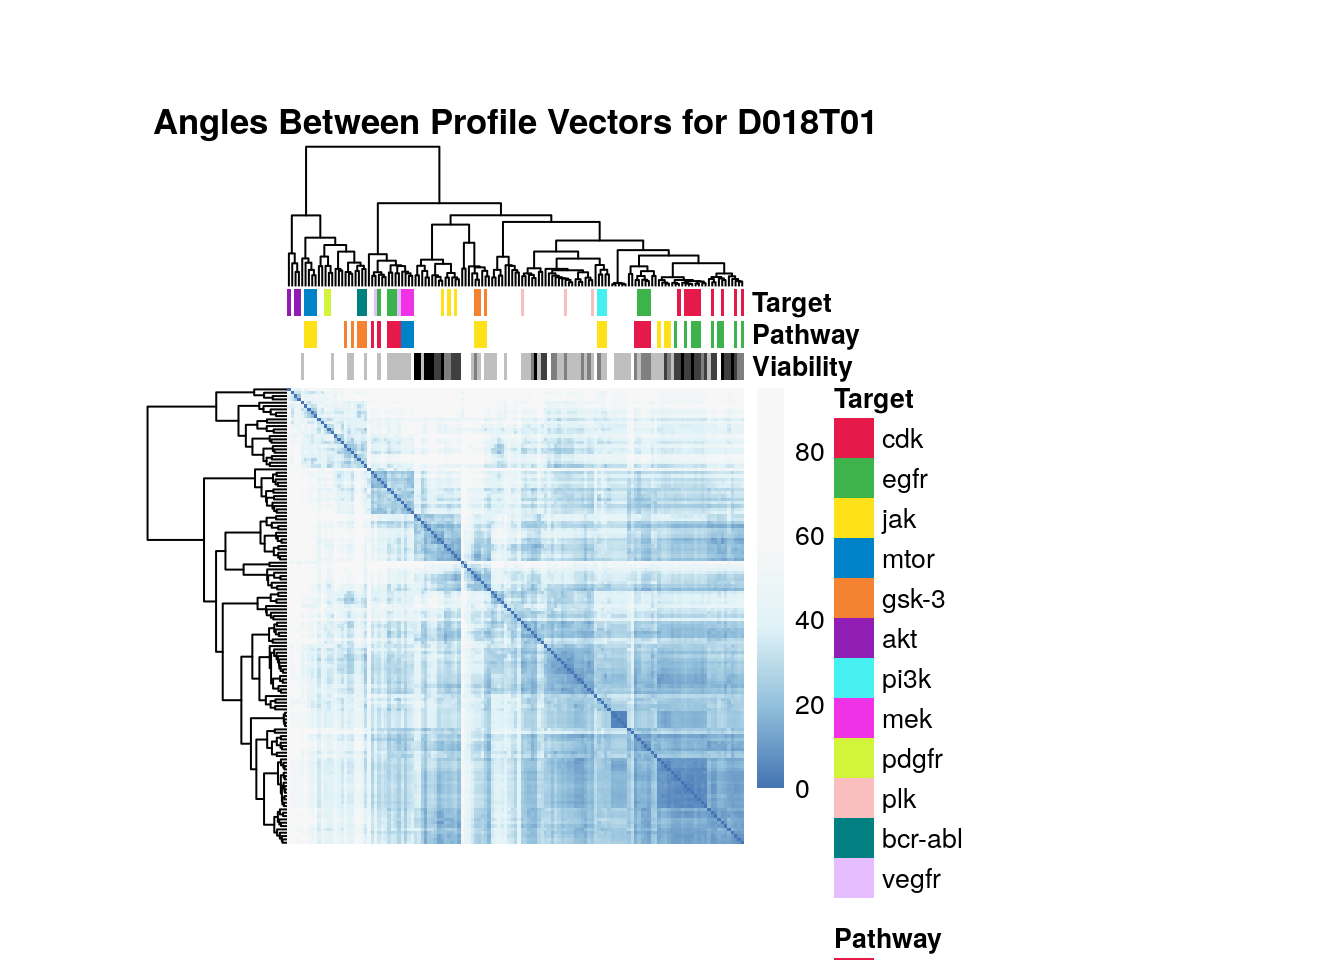 Angles Between Profile Vectors for D018T01
Target
Pathway
Viability
80
60
40
20
0
Target
cdk
egfr
jak
mtor
gsk-3
akt
pi3k
mek
pdgfr
plk
bcr-abl
vegfr
Pathway